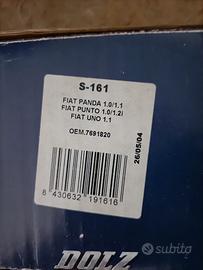 S-161
FIAT PANDA 1.0/1.1
FIAT PUNTO 1.0/1.2i
FIAT UNO 1.1
OEM.7691820
26/05/04
8 430632 191616
DOLZ
subito